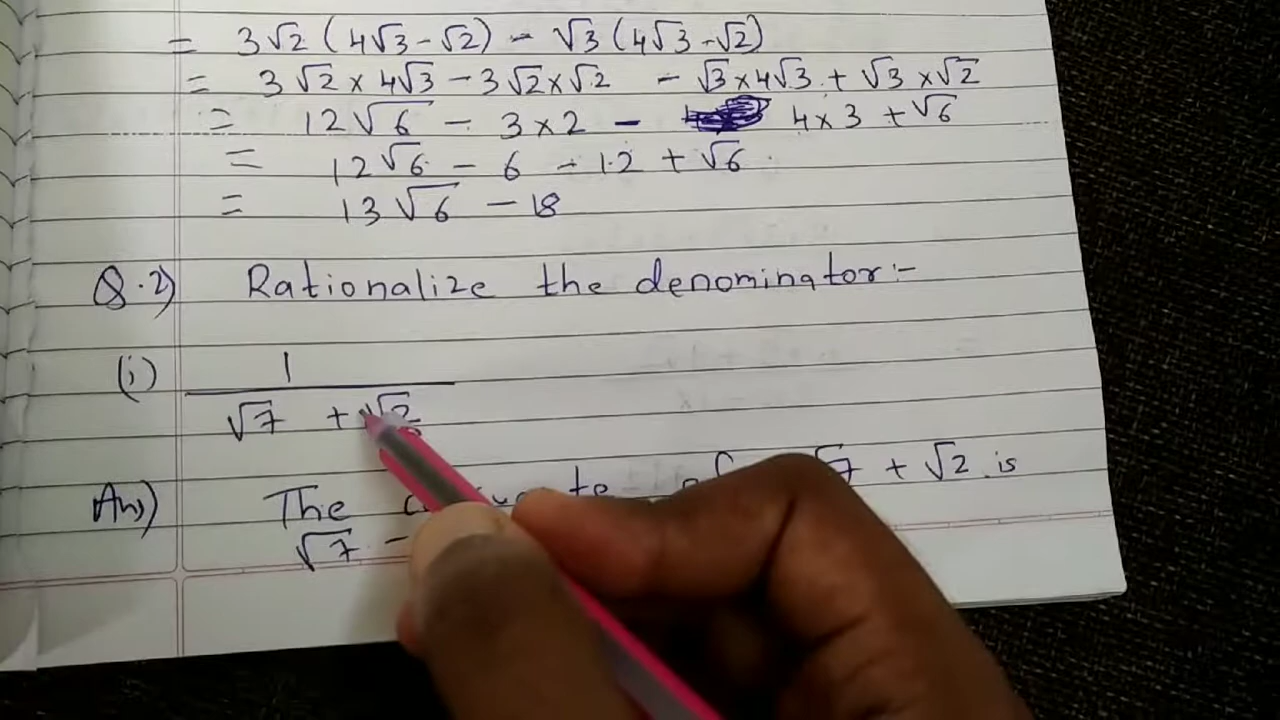 = 3√2 (4√3 - √2) - √3 (4√3 - √2)
= 3√2 × 4√3 - 3√2 × √2 - √3 × 4√3 + √3 × √2
= 12√6 - 3×2 - 4×3 + √6
= 12√6 - 6 - 12 + √6
= 13√6 - 18
Q.2) Rationalize the denominator:-
(i) 1
√7 + √2
Ans) The √7 + √2 is
√7 -